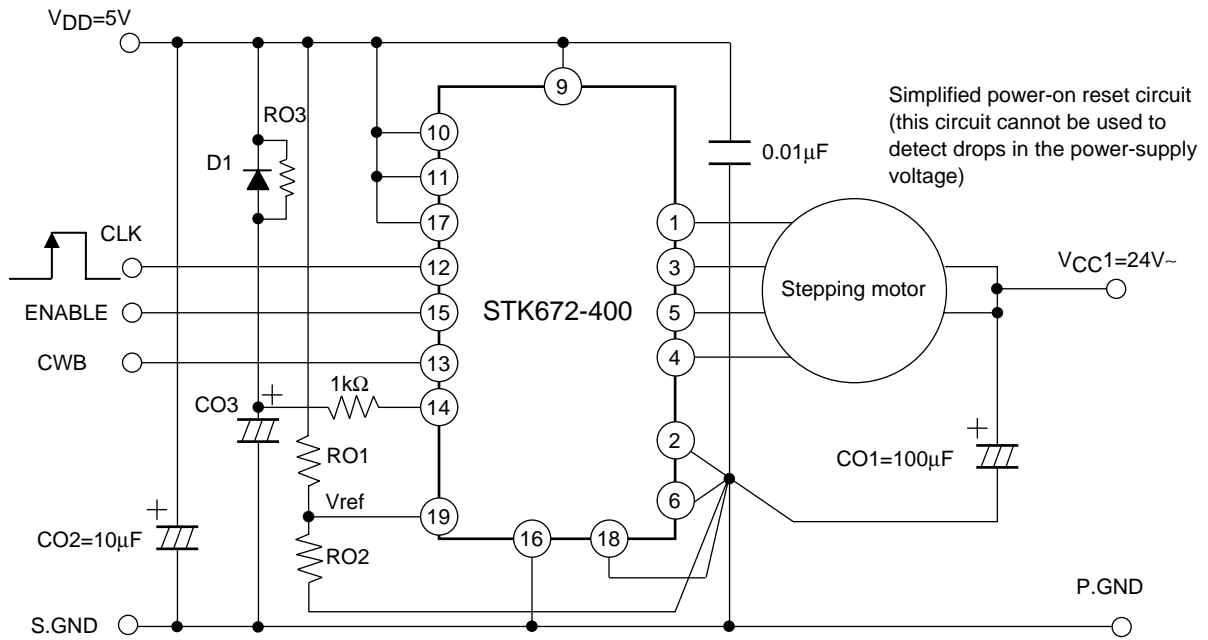 VDD=5V
9
Simplified power-on reset circuit
(this circuit cannot be used to
detect drops in the power-supply
voltage)
RO3
10
D1
0.01µF
11
17
1
CLK
12
3
VCC1=24V~
Stepping motor
ENABLE
15
STK672-400
5
CWB
13
4
1kΩ
+
CO3
14
2
+
RO1
CO1=100µF
Vref
6
+
19
CO2=10µF
RO2
16
18
P.GND
S.GND